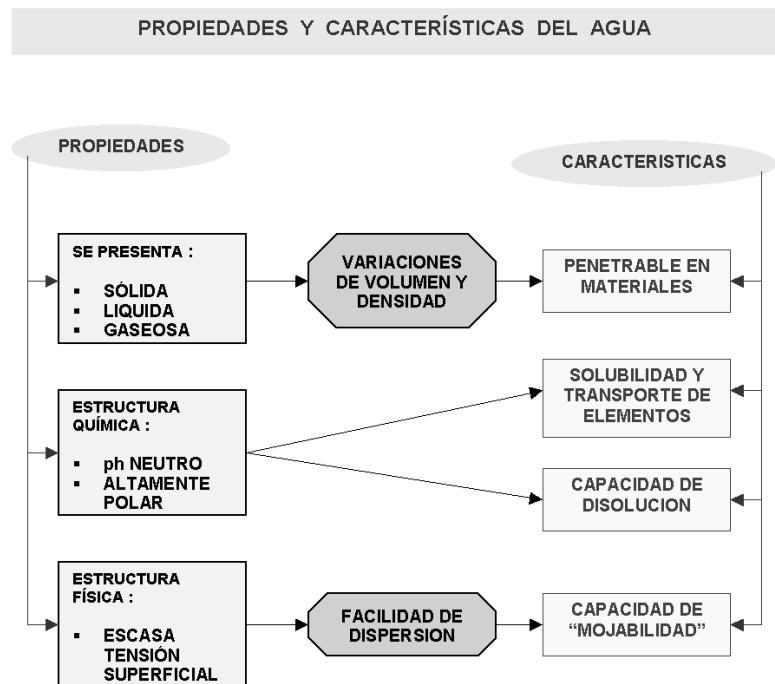 PROPIEDADES Y CARACTERÍSTICAS DEL AGUA
PROPIEDADES
CARACTERISTICAS
SE PRESENTA :
▪ SÓLIDA
▪ LIQUIDA
▪ GASEOSA
VARIACIONES
DE VOLUMEN Y
DENSIDAD
PENETRABLE EN
MATERIALES
ESTRUCTURA
QUÍMICA :
▪ ph NEUTRO
▪ ALTAMENTE
POLAR
SOLUBILIDAD Y
TRANSPORTE DE
ELEMENTOS
CAPACIDAD DE
DISOLUCION
ESTRUCTURA
FÍSICA :
▪ ESCASA
TENSIÓN
SUPERFICIAL
FACILIDAD DE
DISPERSION
CAPACIDAD DE
“MOJABILIDAD”